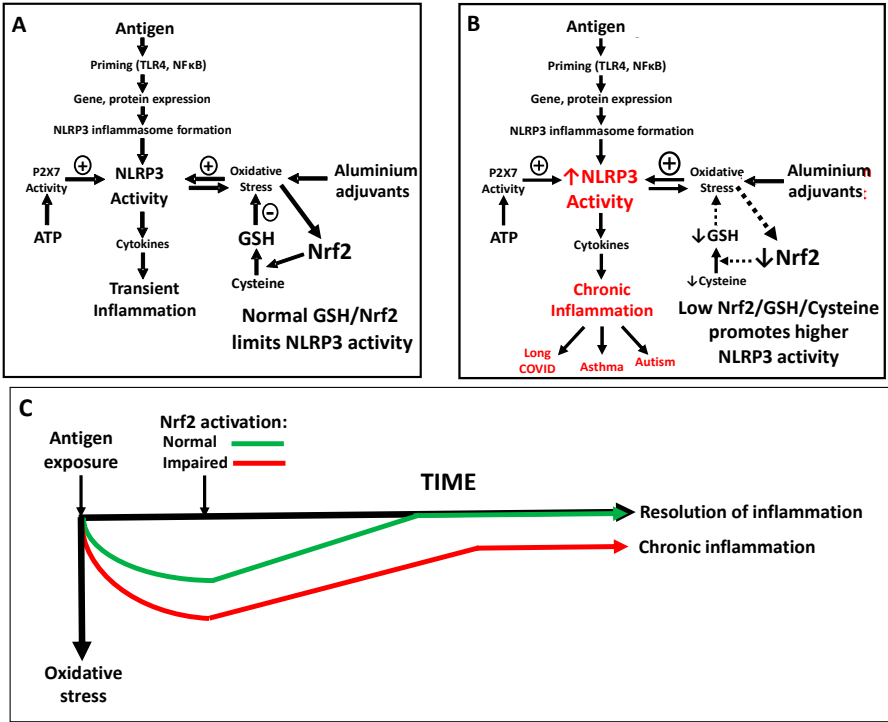 A
Antigen
Priming (TLR4, NFκB)
Gene, protein expression
NLRP3 inflammasome formation
P2X7
Activity
+
NLRP3
Activity
+
Oxidative
Stress
Aluminium
adjuvants
ATP
−
GSH
Nrf2
Cytokines
Cysteine
Transient
Inflammation
Normal GSH/Nrf2
limits NLRP3 activity
B
Antigen
Priming (TLR4, NFκB)
Gene, protein expression
NLRP3 inflammasome formation
P2X7
Activity
+
↑NLRP3
Activity
+
Oxidative
Stress
Aluminium
adjuvants
ATP
↓GSH
↓Nrf2
Cytokines
↓Cysteine
Chronic
Inflammation
Low Nrf2/GSH/Cysteine
promotes higher
NLRP3 activity
Long
COVID
Asthma
Autism
C
Antigen
exposure
Nrf2 activation:
Normal
Impaired
TIME
Resolution of inflammation
Chronic inflammation
Oxidative
stress